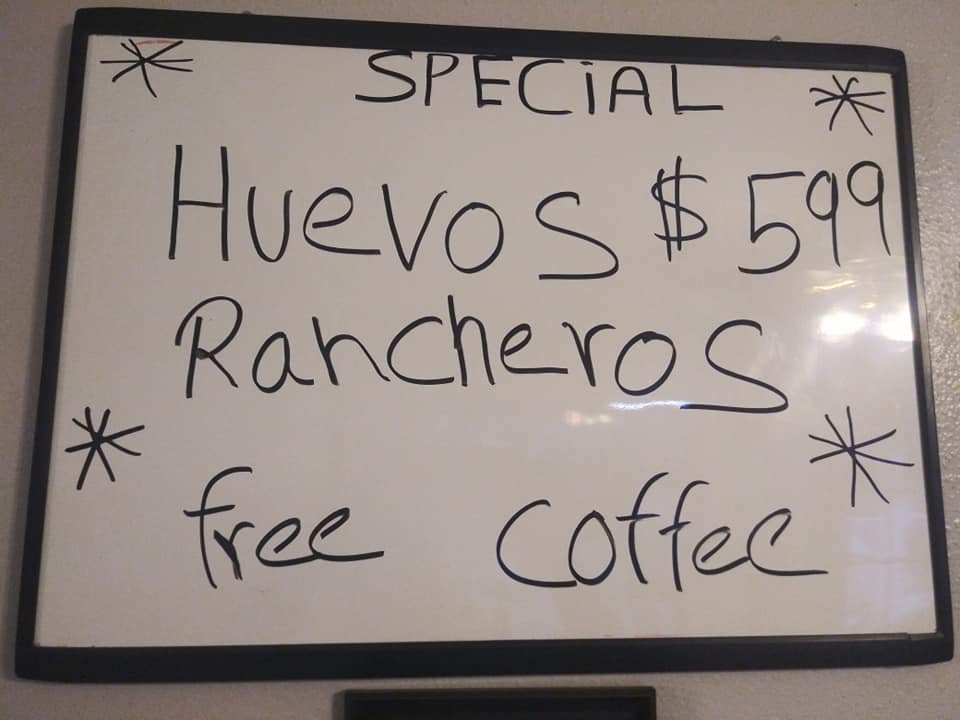 SPECiAL
Huevos $ 599
Rancheros
free coffee